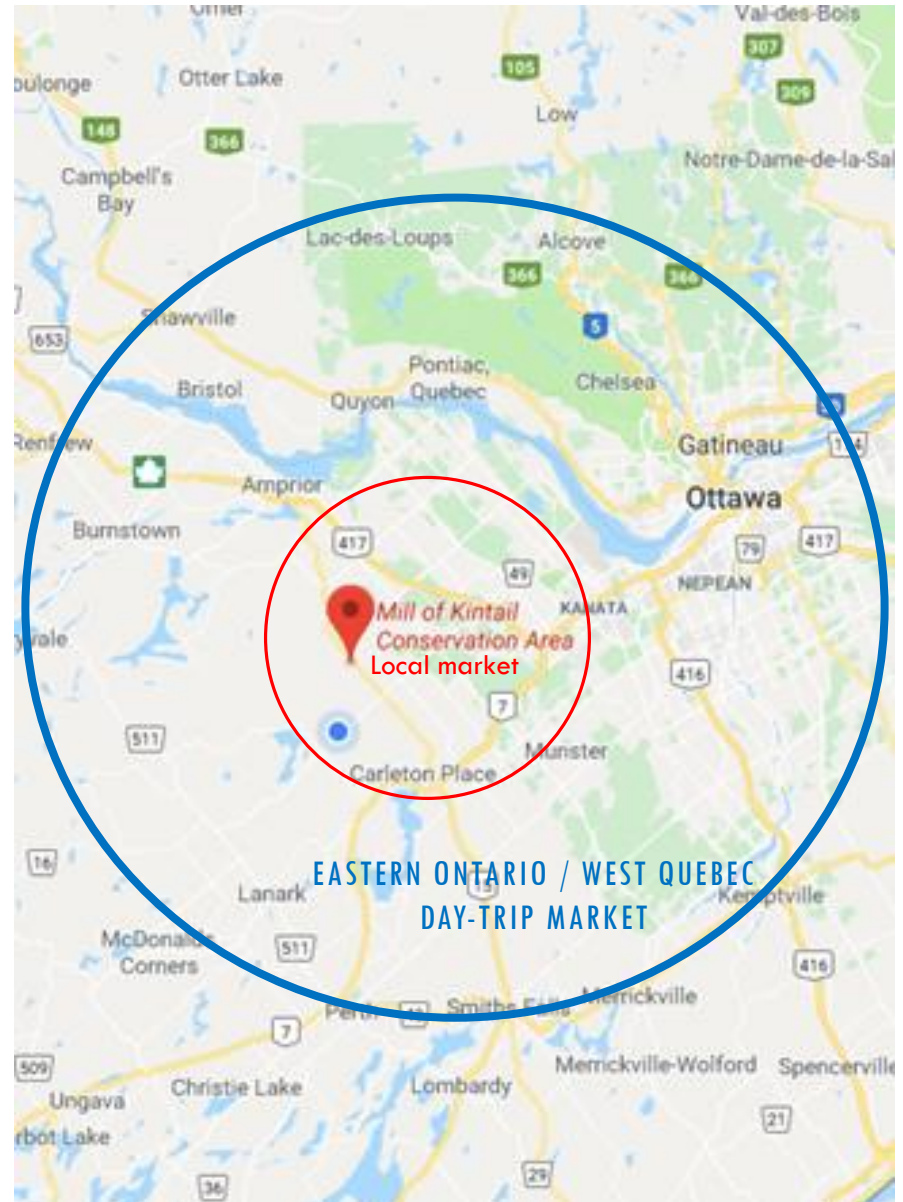 Val-des-Bois
307
105
Otter Lake
309
Low
148
366
Notre-Dame-de-la-Sal
Campbell's
Bay
Lac-des-Loups
Alcove
366
366
Shawville
5
653
Pontiac,
Quebec
Chelsea
Bristol
Quyon
Renfrew
Gatineau
Arnprior
Ottawa
Burnstown
417
79
417
49
NEPEAN
Mill of Kintail
Conservation Area
KANATA
Local market
416
7
511
Munster
Carleton Place
16
EASTERN ONTARIO / WEST QUEBEC
DAY-TRIP MARKET
Lanark
15
Kemptville
McDonalds
Corners
511
416
Perth
Smiths Falls
Merrickville
7
509
Merrickville-Wolford
Spencerville
Christie Lake
Lombardy
Ungava
rbot Lake
21
36
29